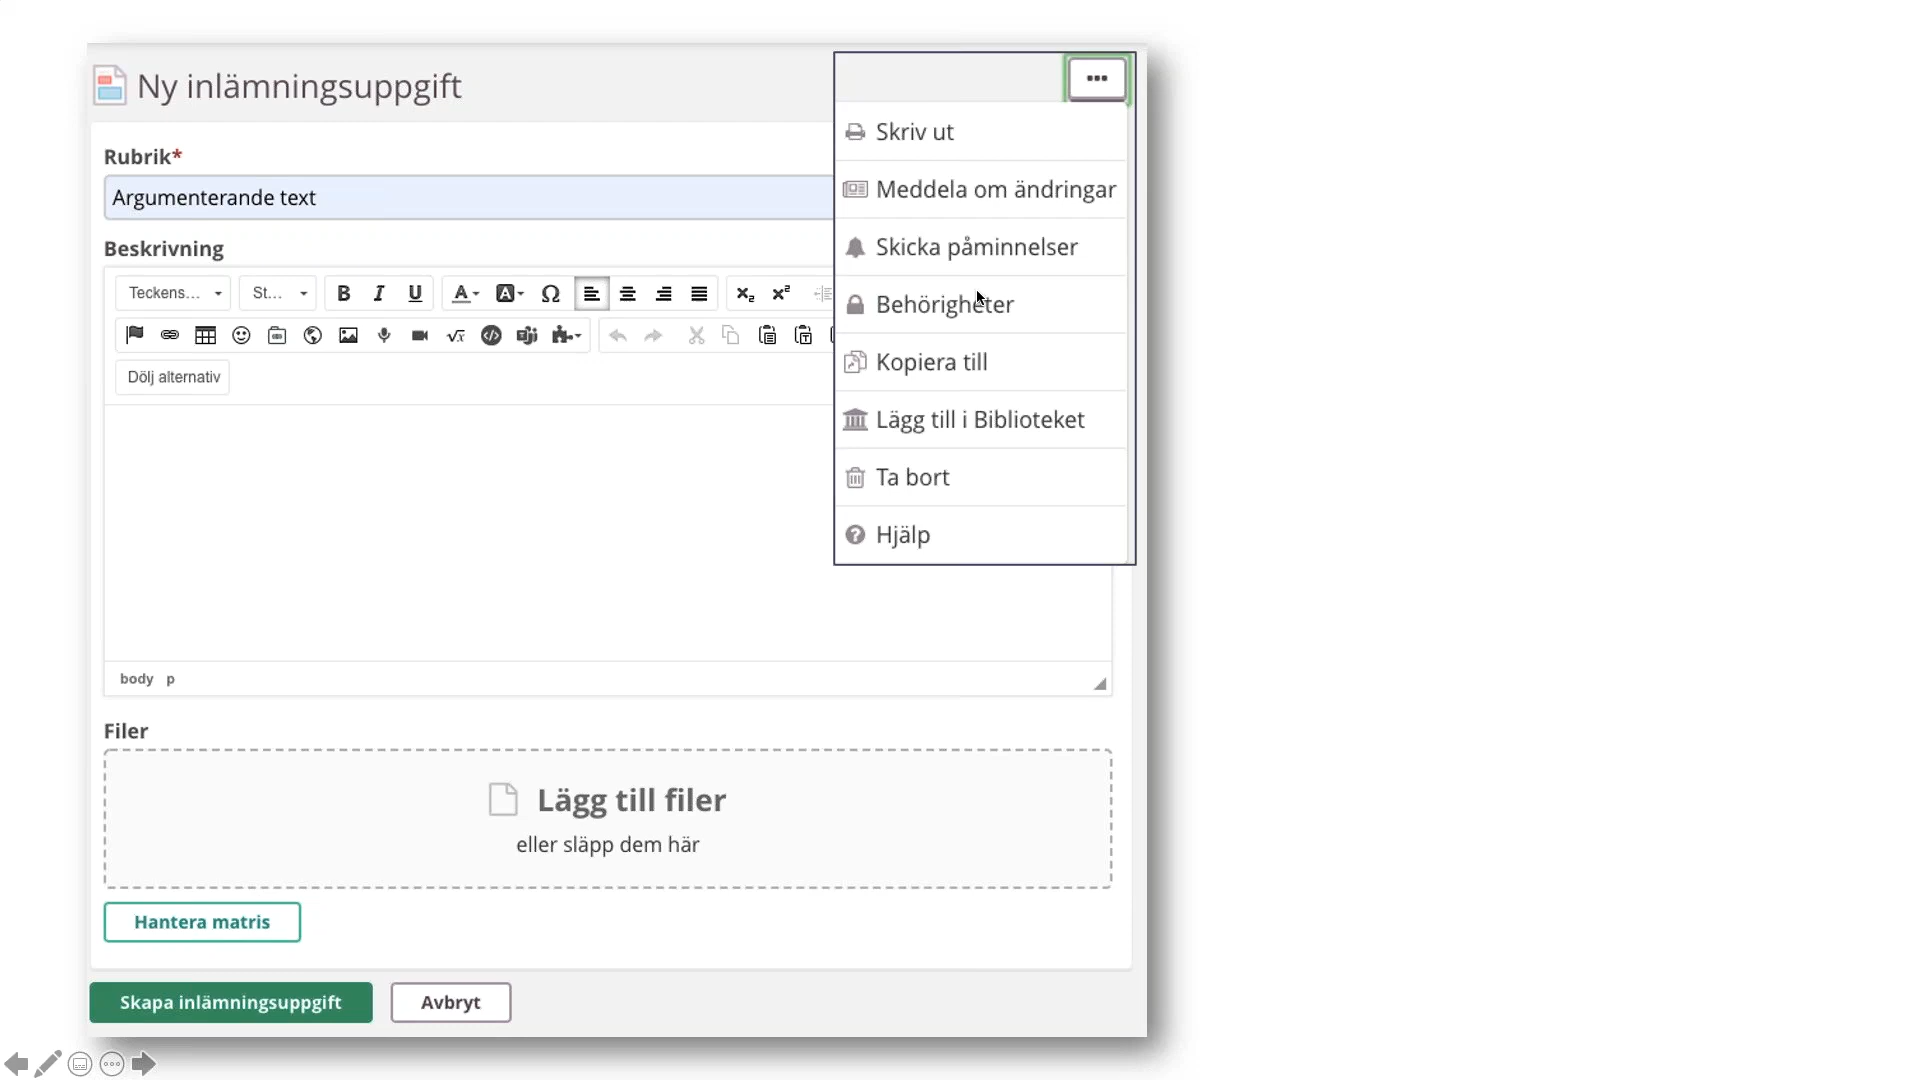 Ny inlämningsuppgift
Rubrik*
Argumenterande text
Beskrivning
Teckens...
St...
B I U
A A Ω
x₂ x²
Dölj alternativ
body p
Skriv ut
Meddela om ändringar
Skicka påminnelser
Behörigheter
Kopiera till
Lägg till i Biblioteket
Ta bort
Hjälp
Filer
Lägg till filer
eller släpp dem här
Hantera matris
Skapa inlämningsuppgift
Avbryt